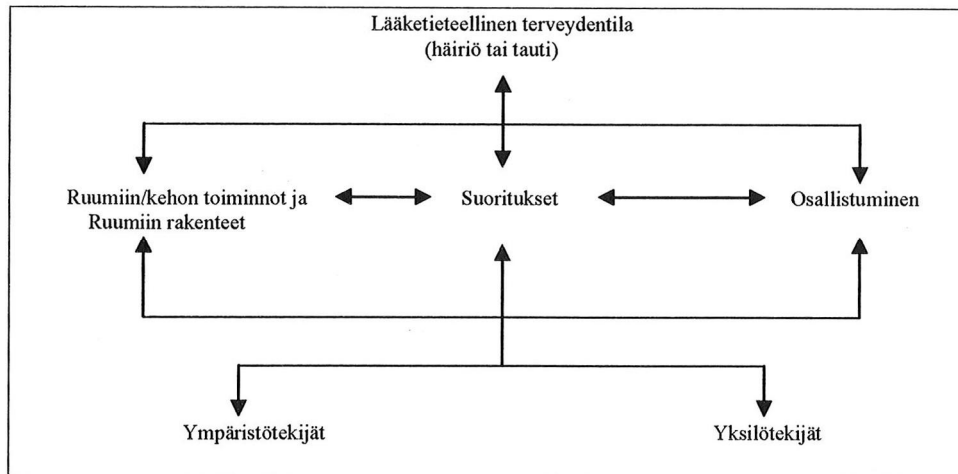 Lääketieteellinen terveydentila
(häiriö tai tauti)
Ruumiin/kehon toiminnot ja
Ruumiin rakenteet
Suoritukset
Osallistuminen
Ympäristötekijät
Yksilötekijät